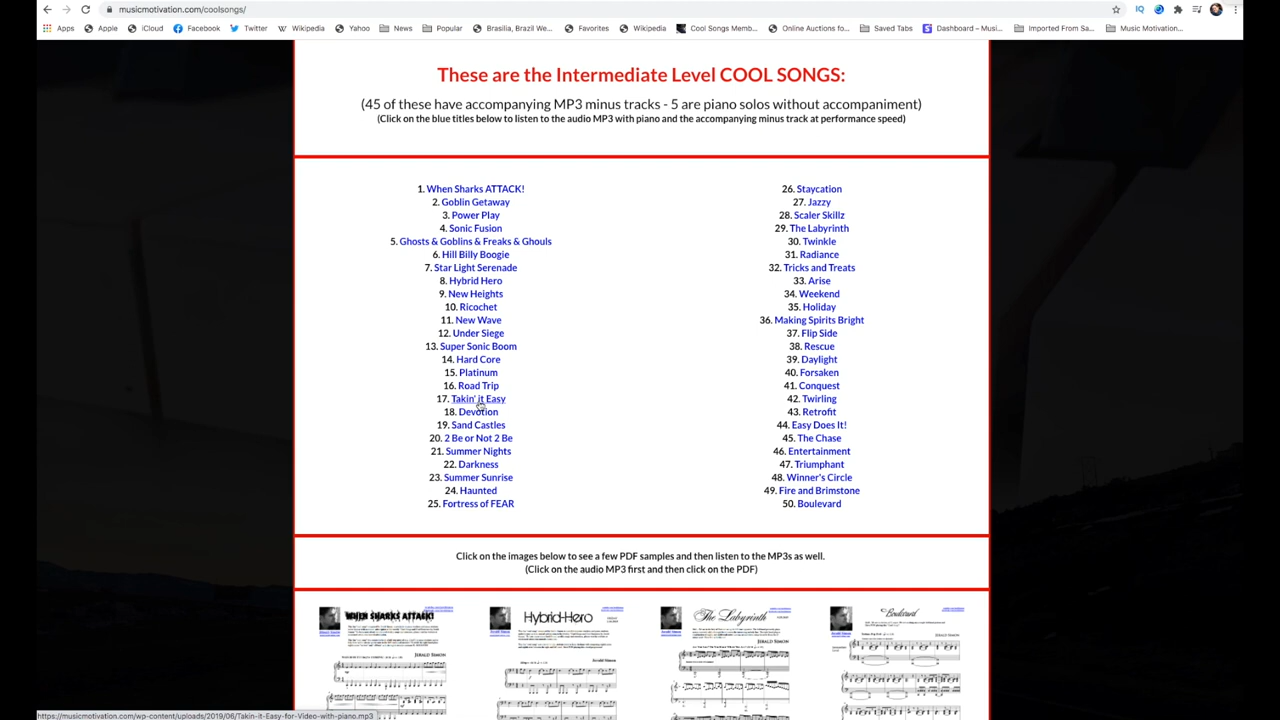 musicmotivation.com/coolsongs/
Apps Apple iCloud Facebook Twitter Wikipedia Yahoo News Popular Brasilia, Brazil We... Favorites Wikipedia Cool Songs Memb... Online Auctions fo... Saved Tabs Dashboard – Musi... Imported From Sa... Music Motivation...
These are the Intermediate Level COOL SONGS:
(45 of these have accompanying MP3 minus tracks - 5 are piano solos without accompaniment)
(Click on the blue titles below to listen to the audio MP3 with piano and the accompanying minus track at performance speed)
1. When Sharks ATTACK!
2. Goblin Getaway
3. Power Play
4. Sonic Fusion
5. Ghosts & Goblins & Freaks & Ghouls
6. Hill Billy Boogie
7. Star Light Serenade
8. Hybrid Hero
9. New Heights
10. Ricochet
11. New Wave
12. Under Siege
13. Super Sonic Boom
14. Hard Core
15. Platinum
16. Road Trip
17. Takin' it Easy
18. Devotion
19. Sand Castles
20. 2 Be or Not 2 Be
21. Summer Nights
22. Darkness
23. Summer Sunrise
24. Haunted
25. Fortress of FEAR
26. Staycation
27. Jazzy
28. Scaler Skillz
29. The Labyrinth
30. Twinkle
31. Radiance
32. Tricks and Treats
33. Arise
34. Weekend
35. Holiday
36. Making Spirits Bright
37. Flip Side
38. Rescue
39. Daylight
40. Forsaken
41. Conquest
42. Twirling
43. Retrofit
44. Easy Does It!
45. The Chase
46. Entertainment
47. Triumphant
48. Winner's Circle
49. Fire and Brimstone
50. Boulevard
Click on the images below to see a few PDF samples and then listen to the MP3s as well.
(Click on the audio MP3 first and then click on the PDF)
WHEN SHARKS ATTACK!
JERALD SIMON
Hybrid Hero
Jerald Simon
The Labyrinth
JERALD SIMON
Boulevard
JERALD SIMON
https://musicmotivation.com/wp-content/uploads/2019/06/Takin-it-Easy-for-Video-with-piano.mp3